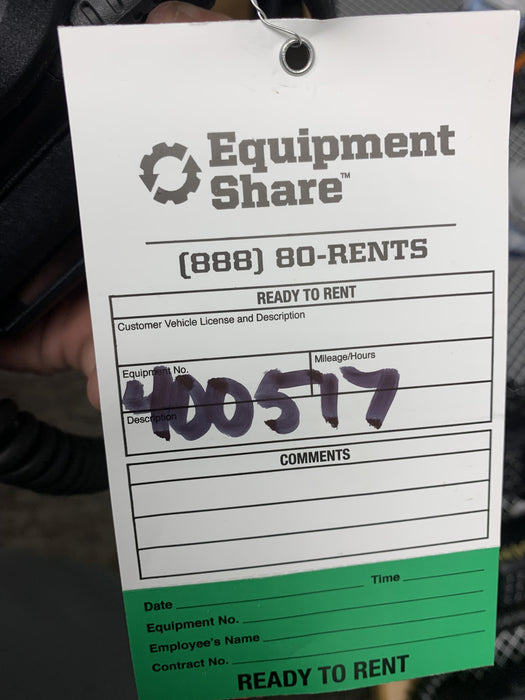 Equipment
Share™
(888) 80-RENTS
READY TO RENT
Customer Vehicle License and Description
Equipment No.
Mileage/Hours
400517
Description
COMMENTS
Date
Time
Equipment No.
Employee's Name
Contract No.
READY TO RENT